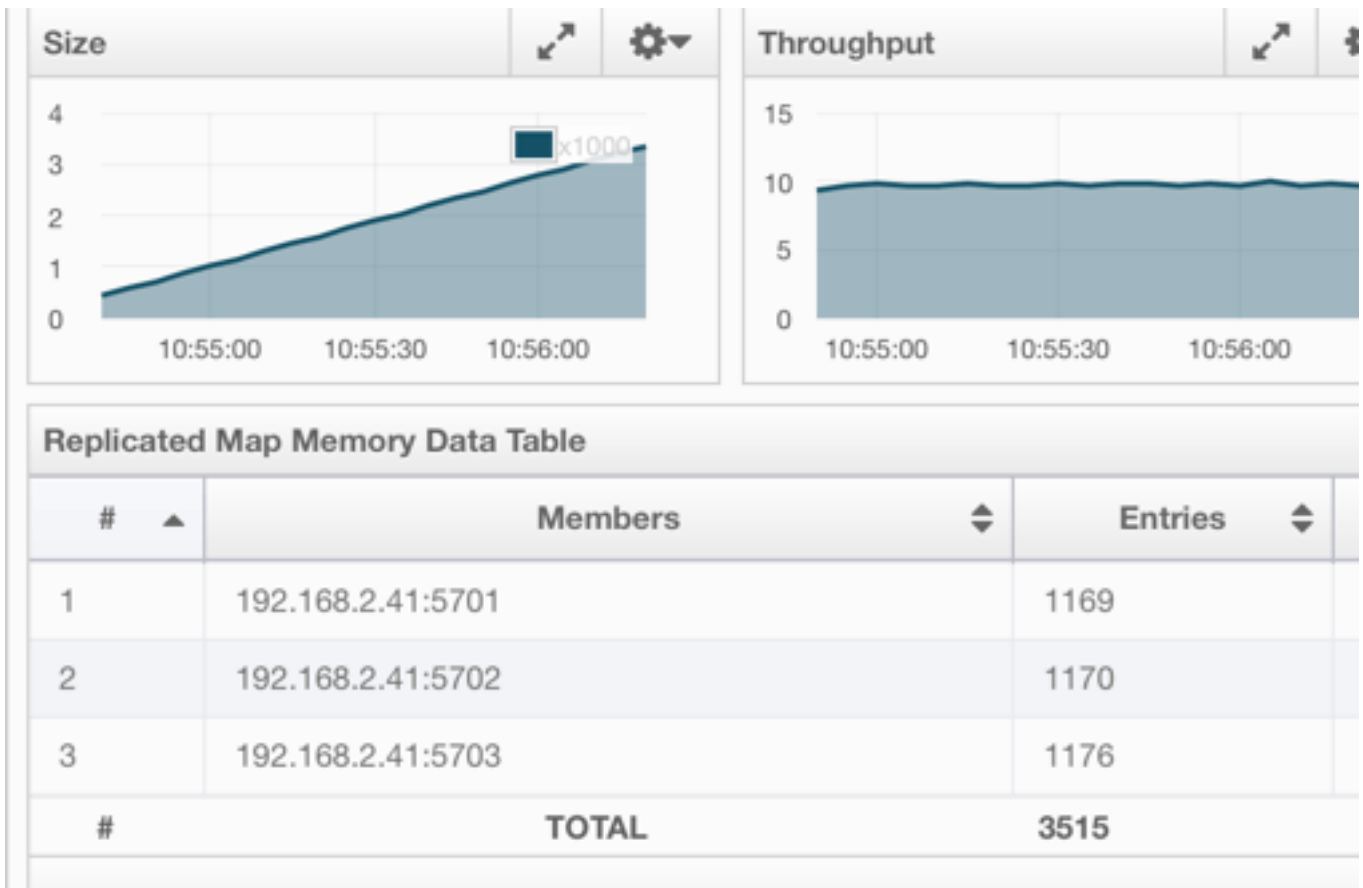 Size
Throughput
4
3
2
1
0
x1000
10:55:00 10:55:30 10:56:00
15
10
5
0
10:55:00 10:55:30 10:56:00
Replicated Map Memory Data Table
# Members Entries
1 192.168.2.41:5701 1169
2 192.168.2.41:5702 1170
3 192.168.2.41:5703 1176
# TOTAL 3515